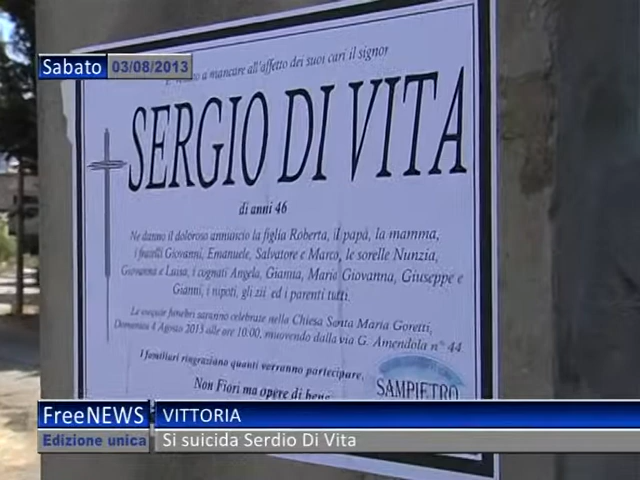 Sabato 03/08/2013
a mancare all'affetto dei suoi cari il signor
SERGIO DI VITA
di anni 46
Ne danno il doloroso annuncio la figlia Roberta, il papà, la mamma,
i fratelli Giovanni, Emanuele, Salvatore e Marco, le sorelle Nunzia,
Giovanna e Luisa, i cognati Angela, Gianna, Maria Giovanna, Giuseppe e
Gianni, i nipoti, gli zii ed i parenti tutti.
Le esequie funebri saranno celebrate nella Chiesa Santa Maria Goretti,
Domenica 4 Agosto 2013 alle ore 10:00, muovendo dalla via G. Amendola n° 44
I familiari ringraziano quanti vorranno partecipare,
Non Fiori ma opere di bene
SAMPIETRO
FreeNEWS VITTORIA
Edizione unica Si suicida Serdio Di Vita